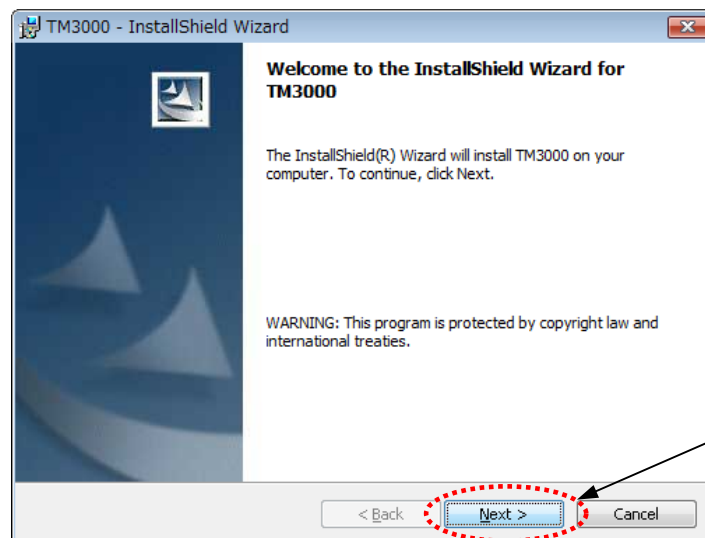 TM3000 - InstallShield Wizard
Welcome to the InstallShield Wizard for
TM3000
The InstallShield(R) Wizard will install TM3000 on your
computer. To continue, click Next.
WARNING: This program is protected by copyright law and
international treaties.
< Back Next > Cancel